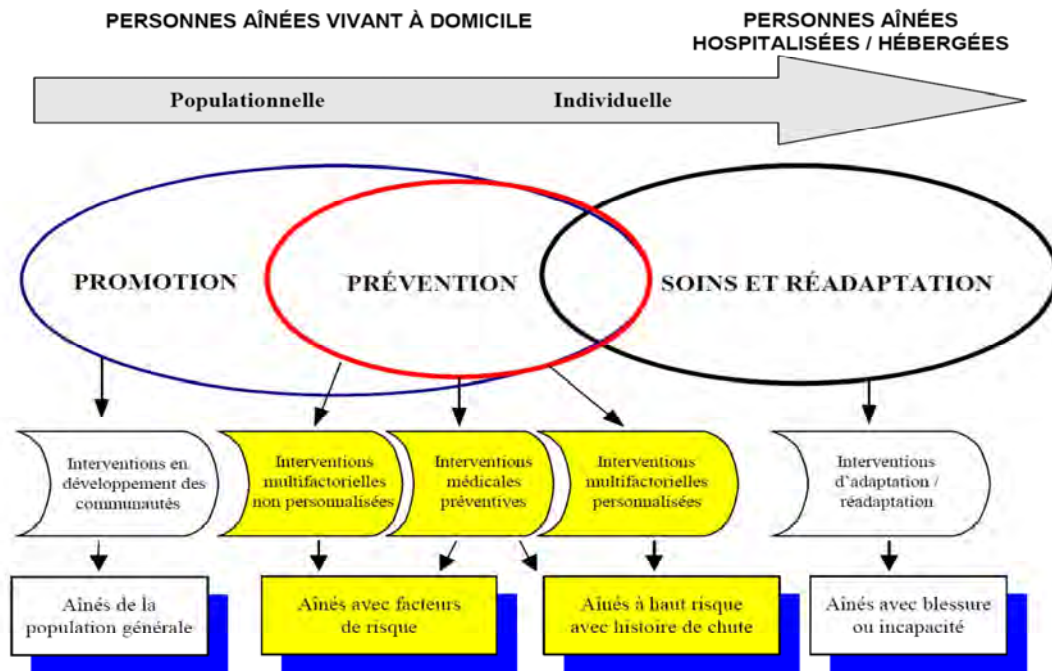 PERSONNES AÎNÉES VIVANT À DOMICILE
PERSONNES AÎNÉES
HOSPITALISÉES / HÉBERGÉES
Populationnelle
Individuelle
PROMOTION
PRÉVENTION
SOINS ET RÉADAPTATION
Interventions en
développement des
communautés
Interventions
multifactorielles
non personnalisées
Interventions
médicales
préventives
Interventions
multifactorielles
personnalisées
Interventions
d'adaptation /
réadaptation
Aînés de la
population générale
Aînés avec facteurs
de risque
Aînés à haut risque
avec histoire de chute
Aînés avec blessure
ou incapacité